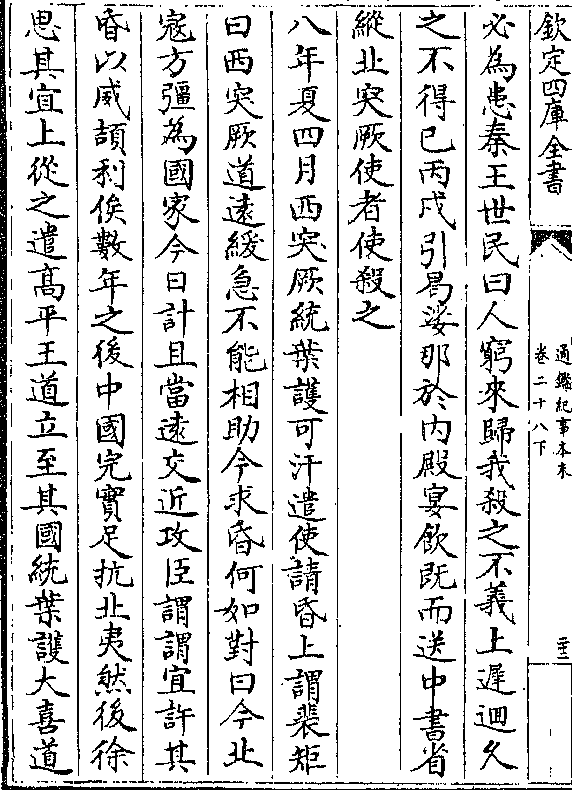 欽定四庫全書
通鑑紀事本末
卷二十八下
二十三
必為患秦王世民曰人窮來歸我殺之不義上遲迴久
之不得已丙戌引曷娑那於内殿宴飲既而送中書省
縱北突厥使者使殺之
八年夏四月西突厥統葉護可汗遣使請昏上謂裴矩
曰西突厥道逺緩急不能相助今求昏何如對曰今北
寇方彊為國家今日計且當逺交近攻臣謂謂宜許其
昏以威頡利俟數年之後中國完實足抗北夷然後徐
思其宜上從之遣髙平王道立至其國統葉護大喜道